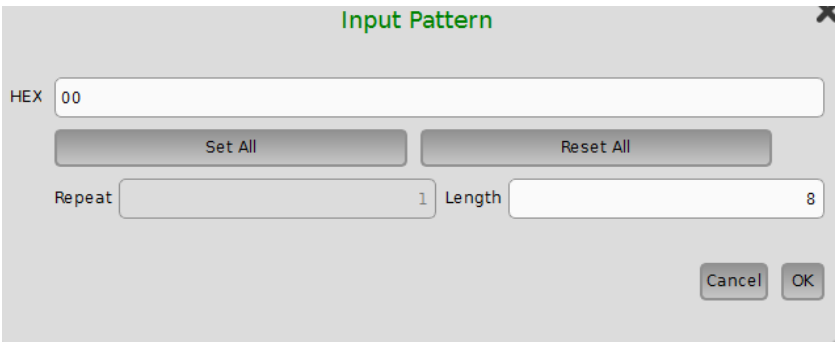 Input Pattern
HEX 00
Set All Reset All
Repeat 1 Length 8
Cancel OK